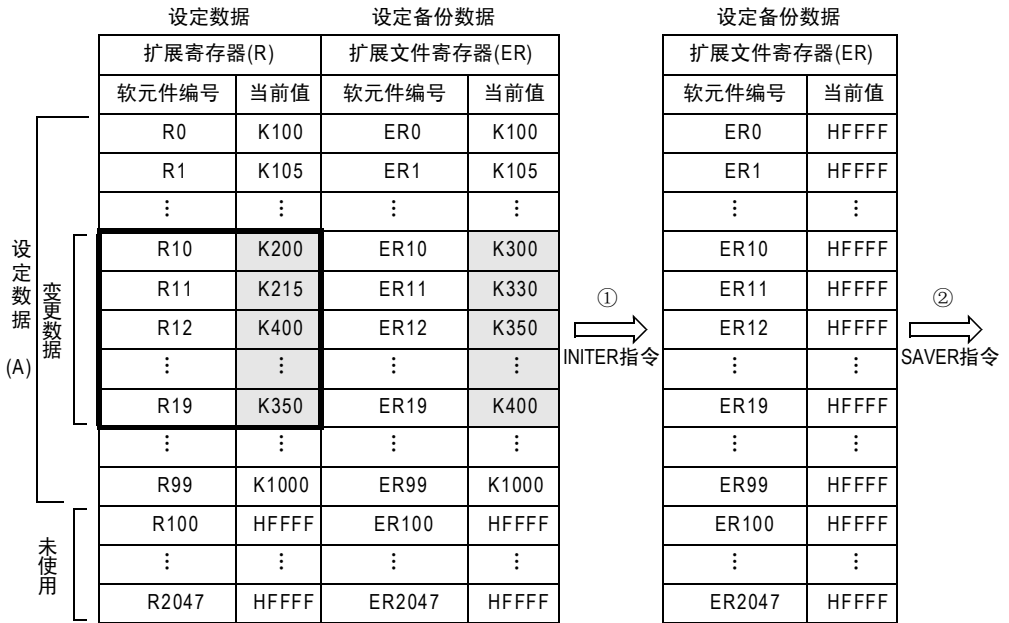 设定数据 设定备份数据 设定备份数据
扩展寄存器(R) 扩展文件寄存器(ER) 扩展文件寄存器(ER)
软元件编号 当前值 软元件编号 当前值 软元件编号 当前值
R0 K100 ER0 K100 ER0 HFFFF
R1 K105 ER1 K105 ER1 HFFFF
⋮ ⋮ ⋮ ⋮ ⋮ ⋮
R10 K200 ER10 K300 ER10 HFFFF
R11 K215 ER11 K330 ER11 HFFFF
R12 K400 ER12 K350 ER12 HFFFF
⋮ ⋮ ⋮ ⋮ ⋮ ⋮
R19 K350 ER19 K400 ER19 HFFFF
⋮ ⋮ ⋮ ⋮ ⋮ ⋮
R99 K1000 ER99 K1000 ER99 HFFFF
R100 HFFFF ER100 HFFFF ER100 HFFFF
⋮ ⋮ ⋮ ⋮ ⋮ ⋮
R2047 HFFFF ER2047 HFFFF ER2047 HFFFF
设定数据
(A)
变更数据
未使用
①
INITER指令
②
SAVER指令